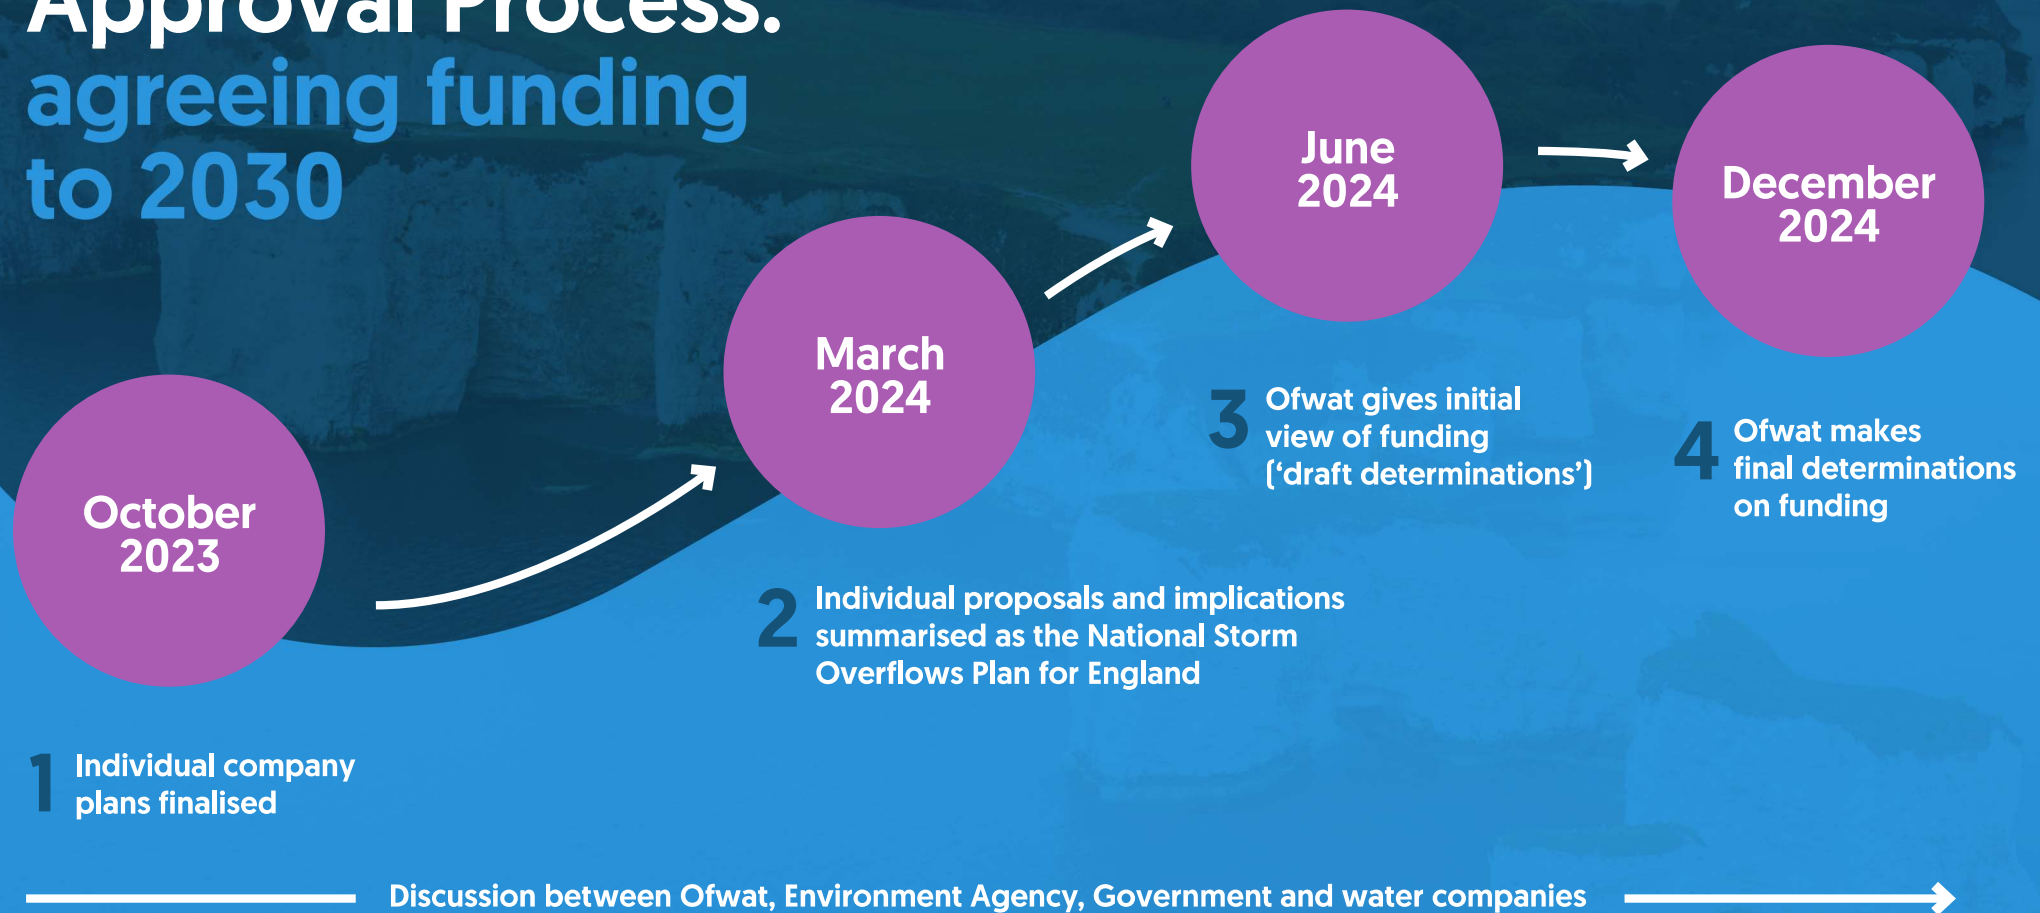 Approval Process:
agreeing funding
to 2030
October
2023
1
Individual company
plans finalised
March
2024
2
Individual proposals and implications
summarised as the National Storm
Overflows Plan for England
June
2024
3
Ofwat gives initial
view of funding
(‘draft determinations’)
December
2024
4
Ofwat makes
final determinations
on funding
Discussion between Ofwat, Environment Agency, Government and water companies